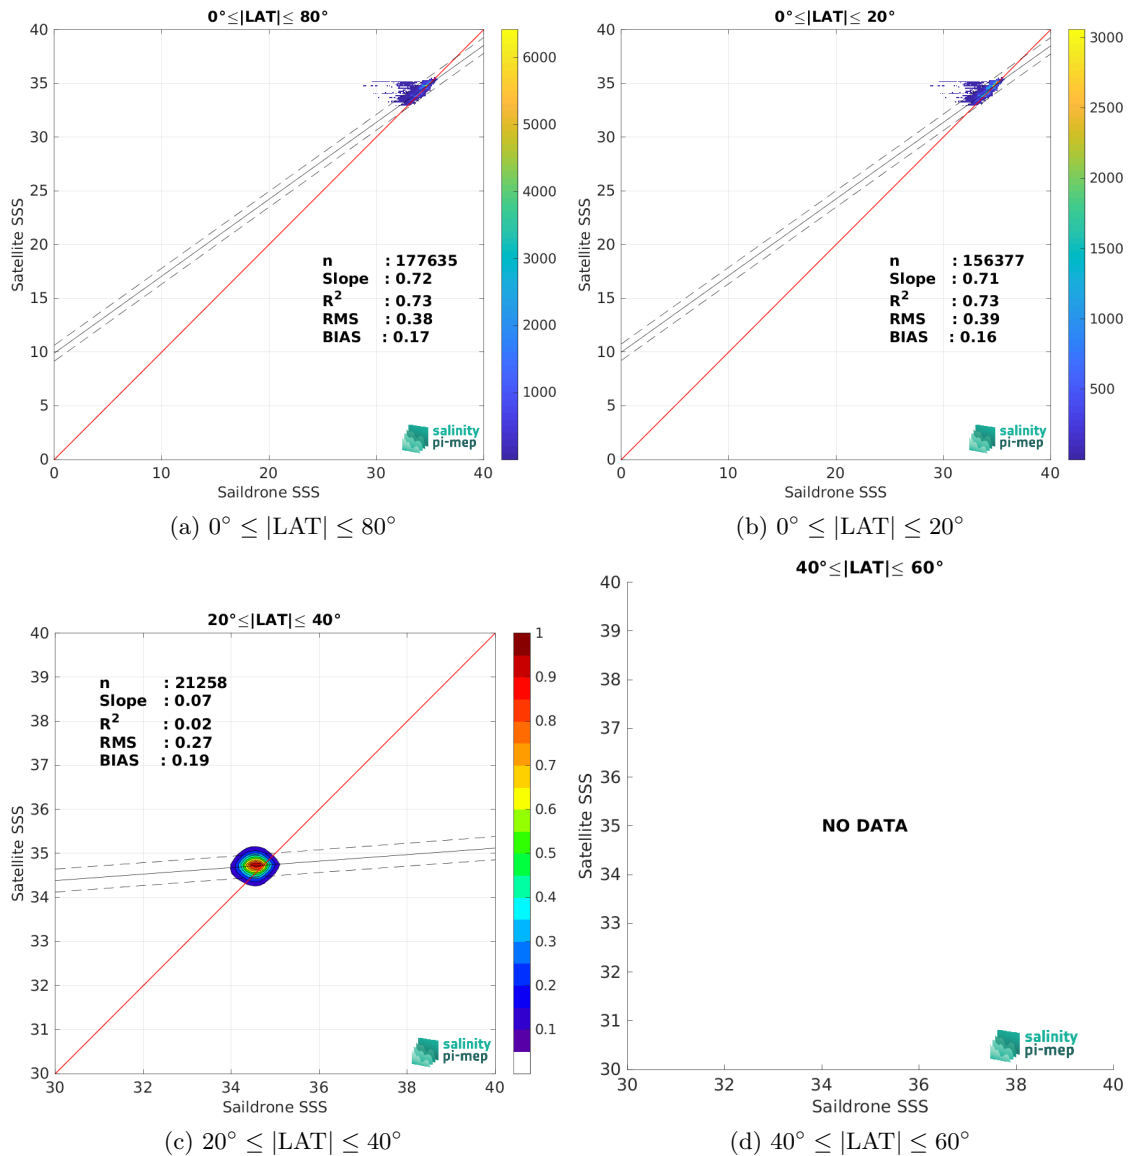 0°≤|LAT|≤ 80°
40
35
30
25
20
15
10
5
0
0
10
20
30
40
Satellite SSS
Saildrone SSS
n : 177635
Slope : 0.72
R² : 0.73
RMS : 0.38
BIAS : 0.17
6000
5000
4000
3000
2000
1000
salinity
pi-mep
(a) 0° ≤ |LAT| ≤ 80°
0°≤|LAT|≤ 20°
40
35
30
25
20
15
10
5
0
0
10
20
30
40
Satellite SSS
Saildrone SSS
n : 156377
Slope : 0.71
R² : 0.73
RMS : 0.39
BIAS : 0.16
3000
2500
2000
1500
1000
500
salinity
pi-mep
(b) 0° ≤ |LAT| ≤ 20°
20°≤|LAT|≤ 40°
40
39
38
37
36
35
34
33
32
31
30
30
32
34
36
38
40
Satellite SSS
Saildrone SSS
n : 21258
Slope : 0.07
R² : 0.02
RMS : 0.27
BIAS : 0.19
1
0.9
0.8
0.7
0.6
0.5
0.4
0.3
0.2
0.1
salinity
pi-mep
(c) 20° ≤ |LAT| ≤ 40°
40°≤|LAT|≤ 60°
40
39
38
37
36
35
34
33
32
31
30
30
32
34
36
38
40
Satellite SSS
Saildrone SSS
NO DATA
salinity
pi-mep
(d) 40° ≤ |LAT| ≤ 60°